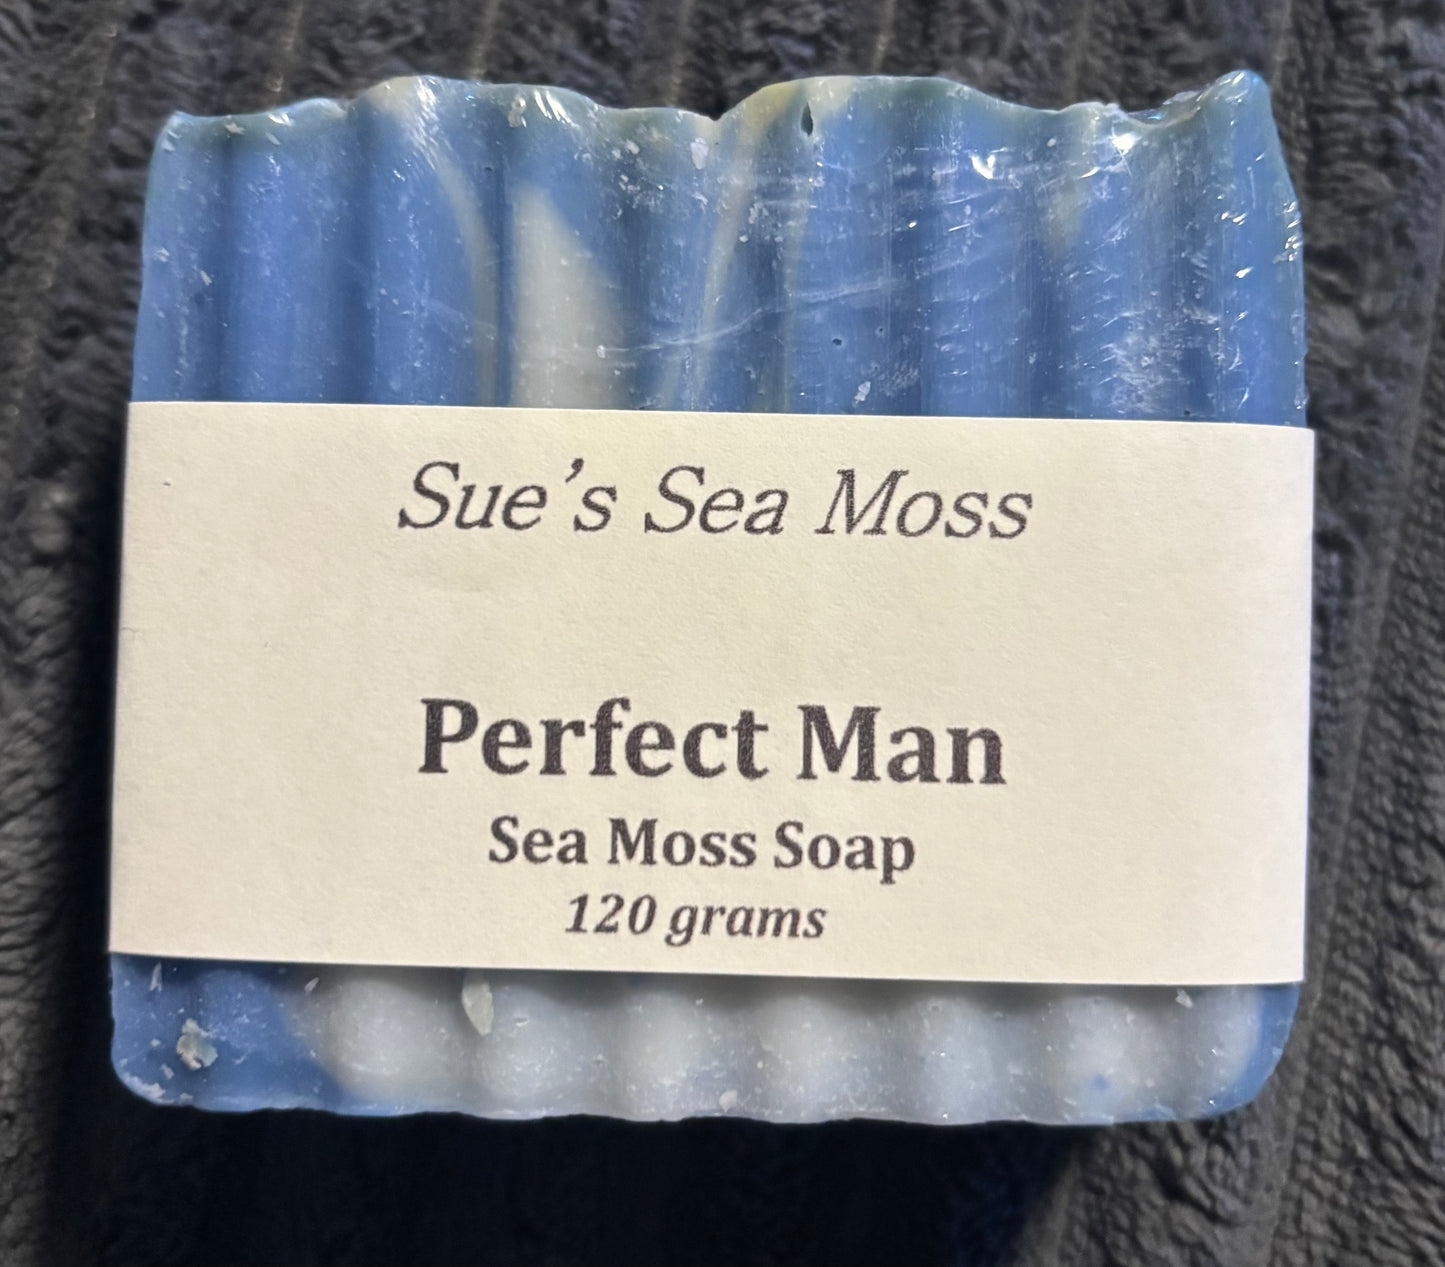 Sue's Sea Moss
Perfect Man
Sea Moss Soap
120 grams